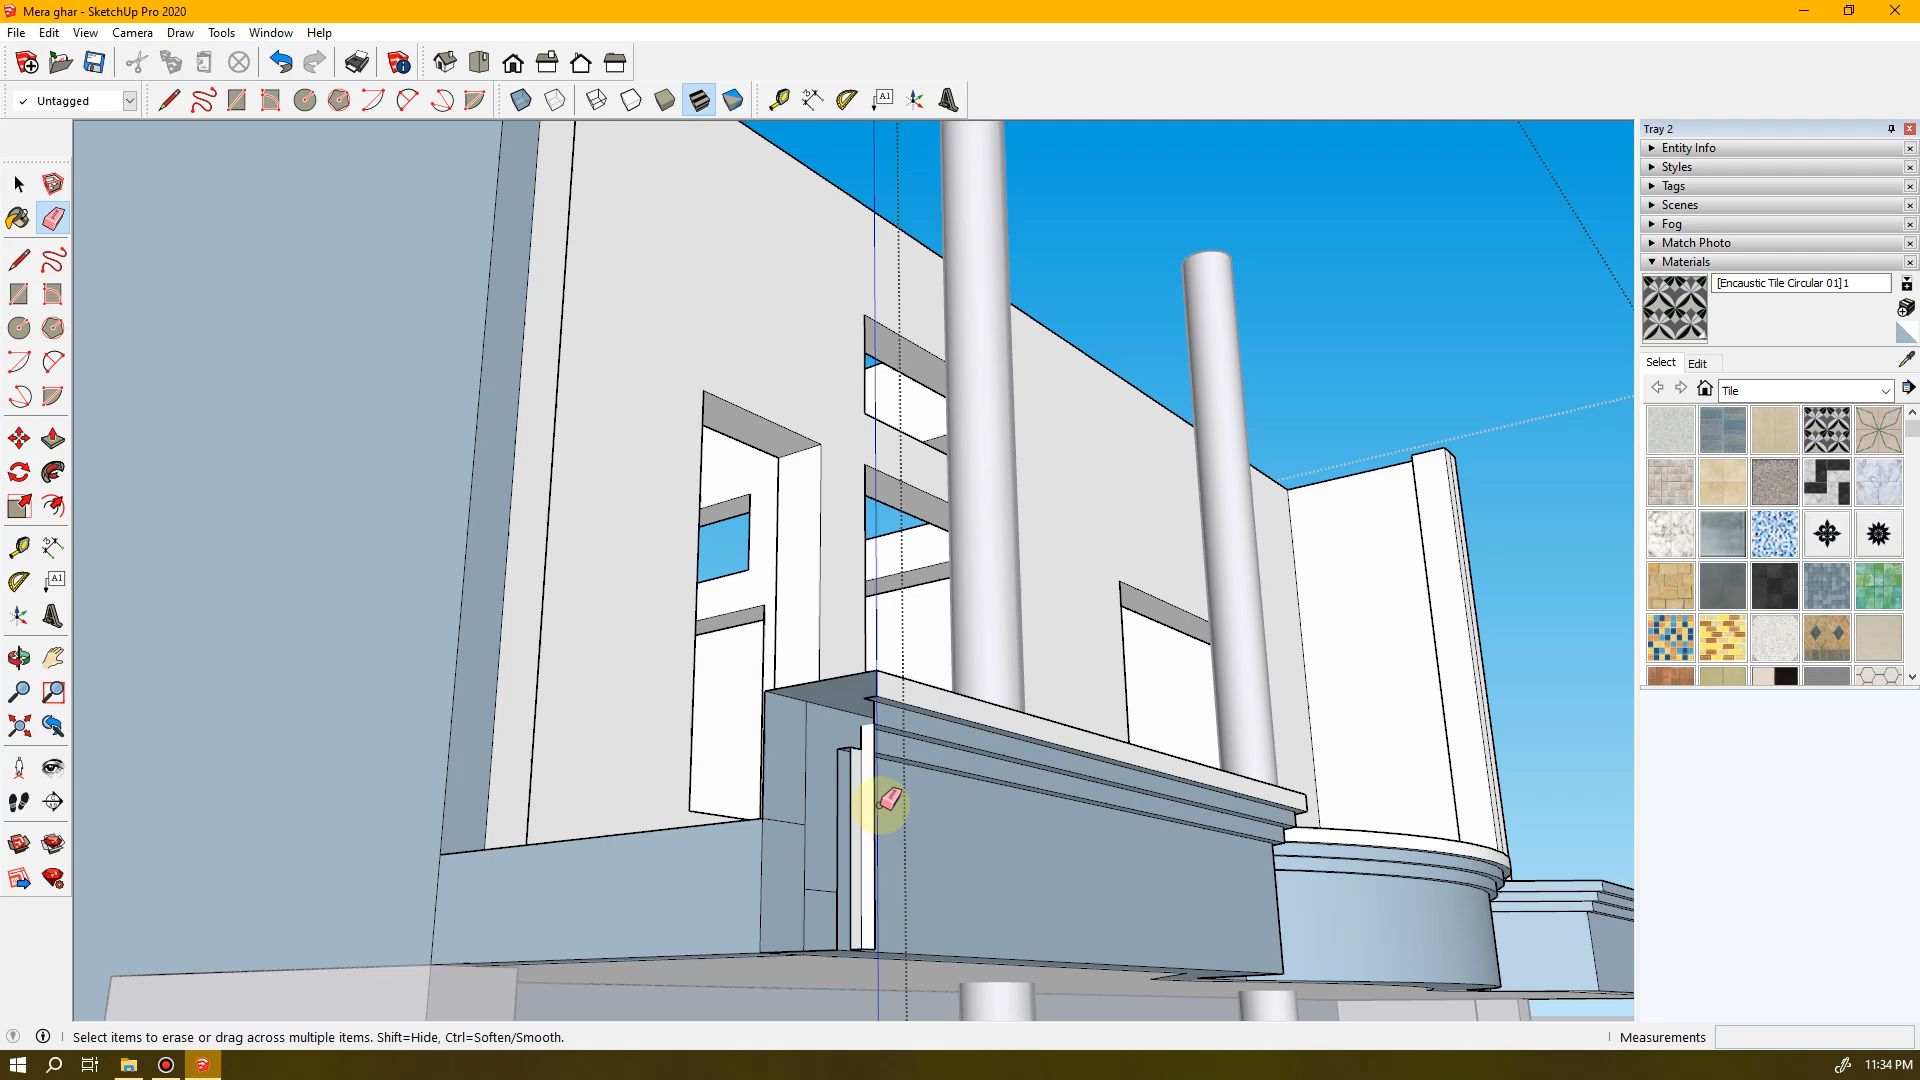 Mera ghar - SketchUp Pro 2020
File Edit View Camera Draw Tools Window Help
✓ Untagged
A1
Tray 2
Entity Info
Styles
Tags
Scenes
Fog
Match Photo
Materials
[Encaustic Tile Circular 01]1
Select Edit
Tile
A1
Select items to erase or drag across multiple items. Shift=Hide, Ctrl=Soften/Smooth.
Measurements
11:34 PM